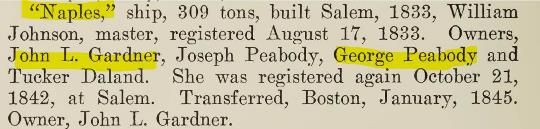 "Naples," ship, 309 tons, built Salem, 1833, William
Johnson, master, registered August 17, 1833. Owners,
John L. Gardner, Joseph Peabody, George Peabody and
Tucker Daland. She was registered again October 21,
1842, at Salem. Transferred, Boston, January, 1845.
Owner, John L. Gardner.